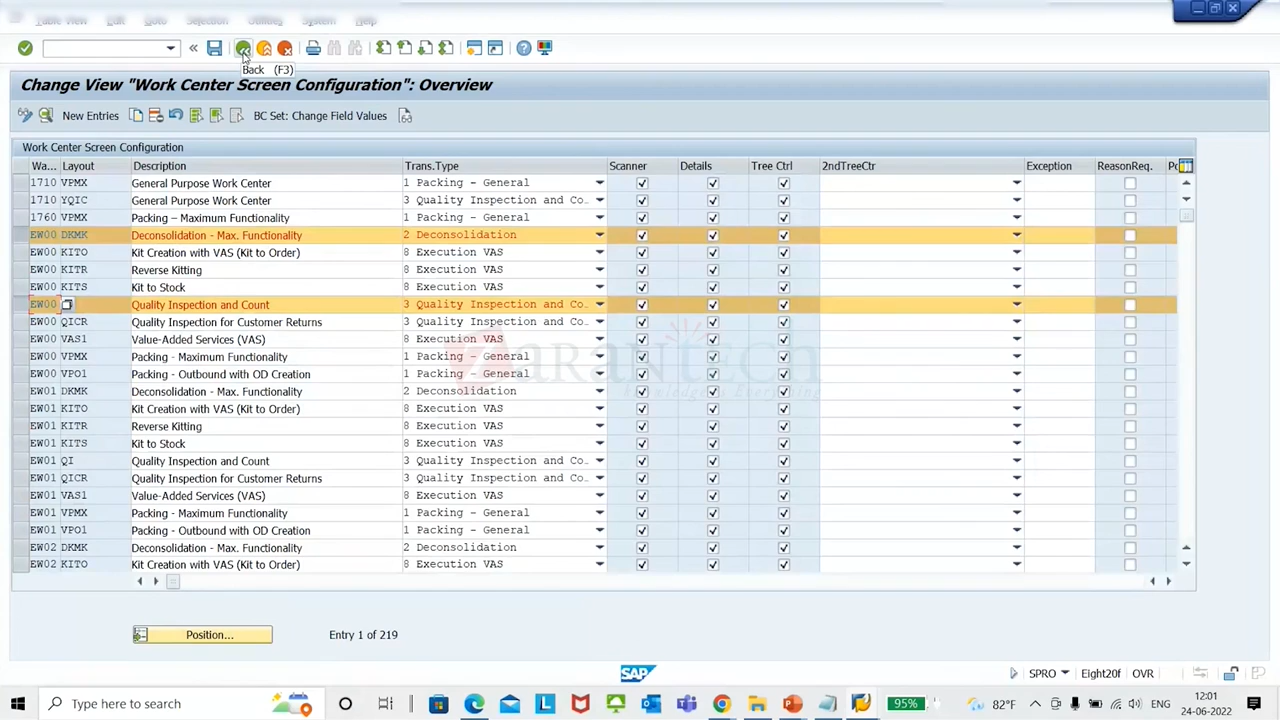 Table View Edit Goto Selection Utilities System Help
Back (F3)
Change View "Work Center Screen Configuration": Overview
New Entries BC Set: Change Field Values
Work Center Screen Configuration
Wa... Layout Description Trans.Type Scanner Details Tree Ctrl 2ndTreeCtr Exception ReasonReq. Po
1710 VPMX General Purpose Work Center 1 Packing - General
1710 YQIC General Purpose Work Center 3 Quality Inspection and Co..
1760 VPMX Packing – Maximum Functionality 1 Packing - General
EW00 DKMK Deconsolidation - Max. Functionality 2 Deconsolidation
EW00 KITO Kit Creation with VAS (Kit to Order) 8 Execution VAS
EW00 KITR Reverse Kitting 8 Execution VAS
EW00 KITS Kit to Stock 8 Execution VAS
EW00 Quality Inspection and Count 3 Quality Inspection and Co..
EW00 QICR Quality Inspection for Customer Returns 3 Quality Inspection and Co..
EW00 VAS1 Value-Added Services (VAS) 8 Execution VAS
EW00 VPMX Packing - Maximum Functionality 1 Packing - General
EW00 VPO1 Packing - Outbound with OD Creation 1 Packing - General
EW01 DKMK Deconsolidation - Max. Functionality 2 Deconsolidation
EW01 KITO Kit Creation with VAS (Kit to Order) 8 Execution VAS
EW01 KITR Reverse Kitting 8 Execution VAS
EW01 KITS Kit to Stock 8 Execution VAS
EW01 QI Quality Inspection and Count 3 Quality Inspection and Co..
EW01 QICR Quality Inspection for Customer Returns 3 Quality Inspection and Co..
EW01 VAS1 Value-Added Services (VAS) 8 Execution VAS
EW01 VPMX Packing - Maximum Functionality 1 Packing - General
EW01 VPO1 Packing - Outbound with OD Creation 1 Packing - General
EW02 DKMK Deconsolidation - Max. Functionality 2 Deconsolidation
EW02 KITO Kit Creation with VAS (Kit to Order) 8 Execution VAS
ZaranTech
Knowledge is Everything
Position... Entry 1 of 219
SAP SPRO Eight20f OVR
Type here to search 95% 82°F ENG 12:01
24-06-2022